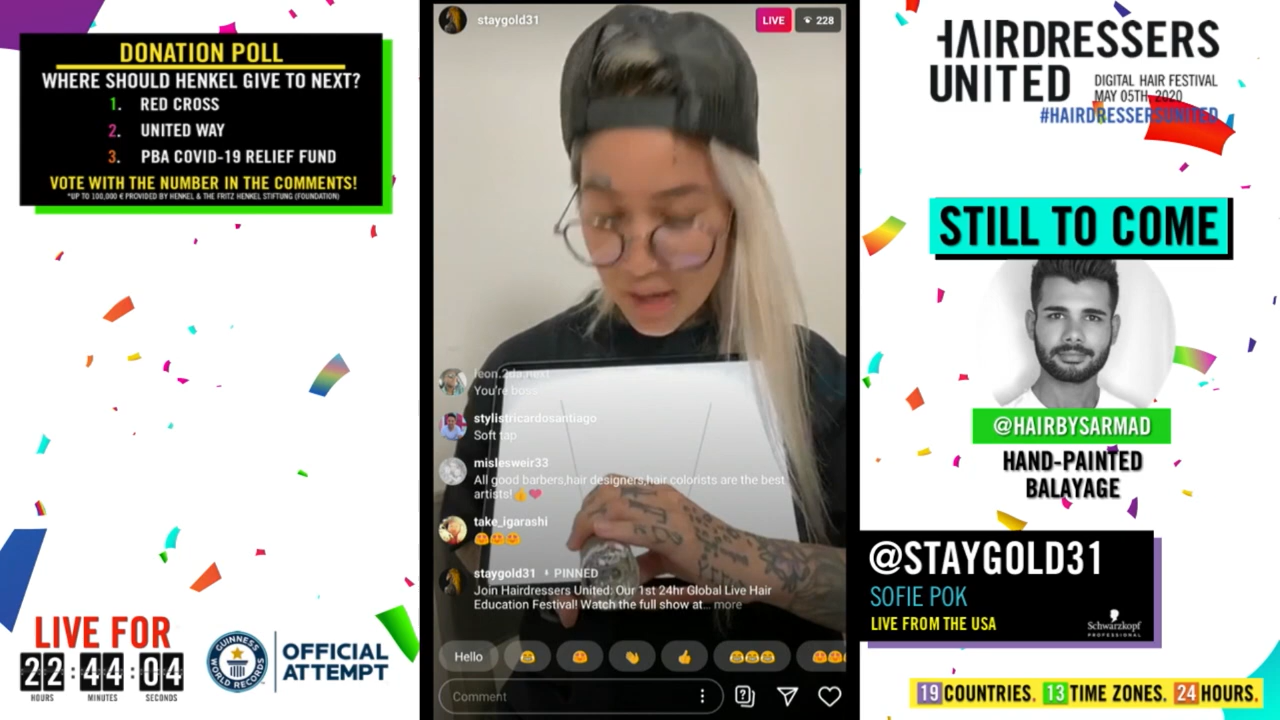 DONATION POLL
WHERE SHOULD HENKEL GIVE TO NEXT?
1. RED CROSS
2. UNITED WAY
3. PBA COVID-19 RELIEF FUND
VOTE WITH THE NUMBER IN THE COMMENTS!
*UP TO 100,000 € PROVIDED BY HENKEL & THE FRITZ HENKEL STIFTUNG (FOUNDATION)
LIVE FOR
22:44:04
HOURS MINUTES SECONDS
GUINNESS WORLD RECORDS
OFFICIAL
ATTEMPT
staygold31
LIVE
228
leon.2da.next
You're boss
stylistricardosantiago
Soft tap
mislesweir33
All good barbers,hair designers,hair colorists are the best
artists!👍❤
take_igarashi
🥰🥰🥰
staygold31 PINNED
Join Hairdressers United: Our 1st 24hr Global Live Hair
Education Festival! Watch the full show at... more
Hello
Comment
HAIRDRESSERS
UNITED
DIGITAL HAIR FESTIVAL
MAY 05TH, 2020
#HAIRDRESSERSUNITED
STILL TO COME
@HAIRBYSARMAD
HAND-PAINTED
BALAYAGE
@STAYGOLD31
SOFIE POK
LIVE FROM THE USA
Schwarzkopf
PROFESSIONAL
19 COUNTRIES. 13 TIME ZONES. 24 HOURS.